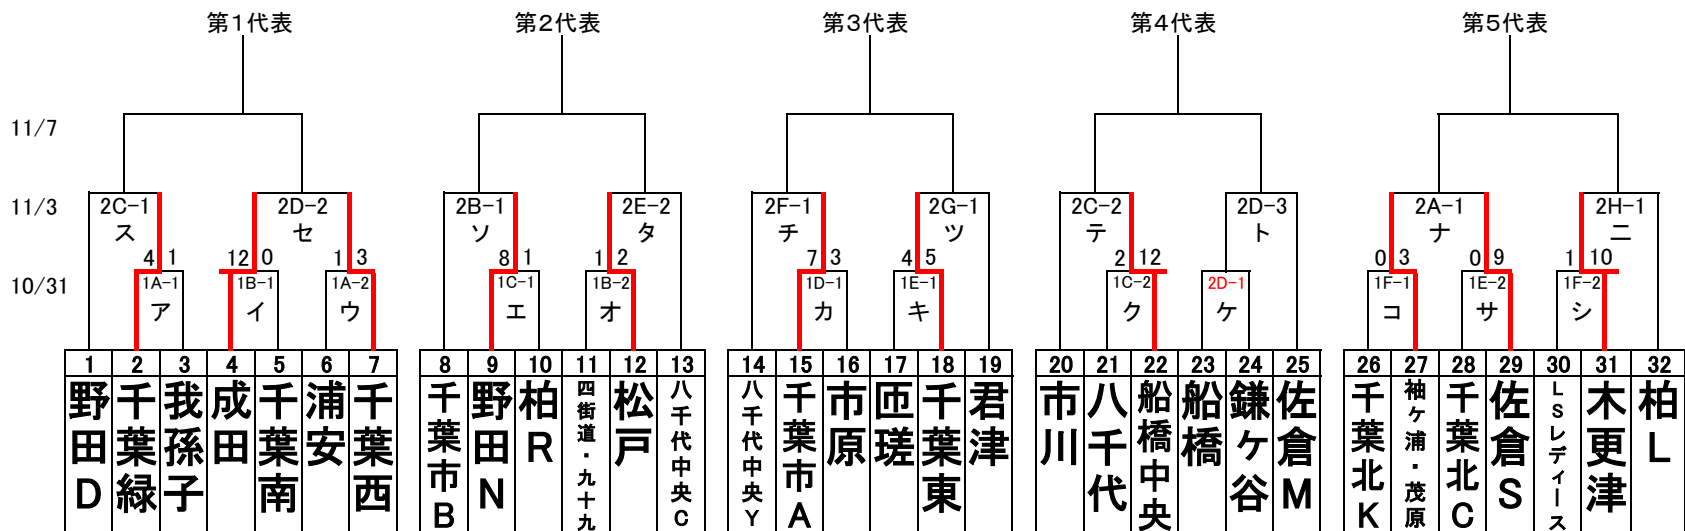 第1代表 第2代表 第3代表 第4代表 第5代表
11/7
11/3 2C-1 2D-2 2B-1 2E-2 2F-1 2G-1 2C-2 2D-3 2A-1 2H-1
ス セ ソ タ チ ツ テ ト ナ ニ
4 1 12 0 1 3 8 1 1 2 7 3 4 5 2 12 0 3 0 9 1 10
10/31 1A-1 1B-1 1A-2 1C-1 1B-2 1D-1 1E-1 1C-2 2D-1 1F-1 1E-2 1F-2
ア イ ウ エ オ カ キ ク ケ コ サ シ
1 2 3 4 5 6 7 8 9 10 11 12 13 14 15 16 17 18 19 20 21 22 23 24 25 26 27 28 29 30 31 32
野田D
千葉緑
我孫子
成田
千葉南
浦安
千葉西
千葉市B
野田N
柏R
四街道・九十九
松戸
八千代中央C
八千代中央Y
千葉市A
市原
匝瑳
千葉東
君津
市川
八千代
船橋中央
船橋
鎌ケ谷
佐倉M
千葉北K
袖ケ浦・茂原
千葉北C
佐倉S
LSレディース
木更津
柏L